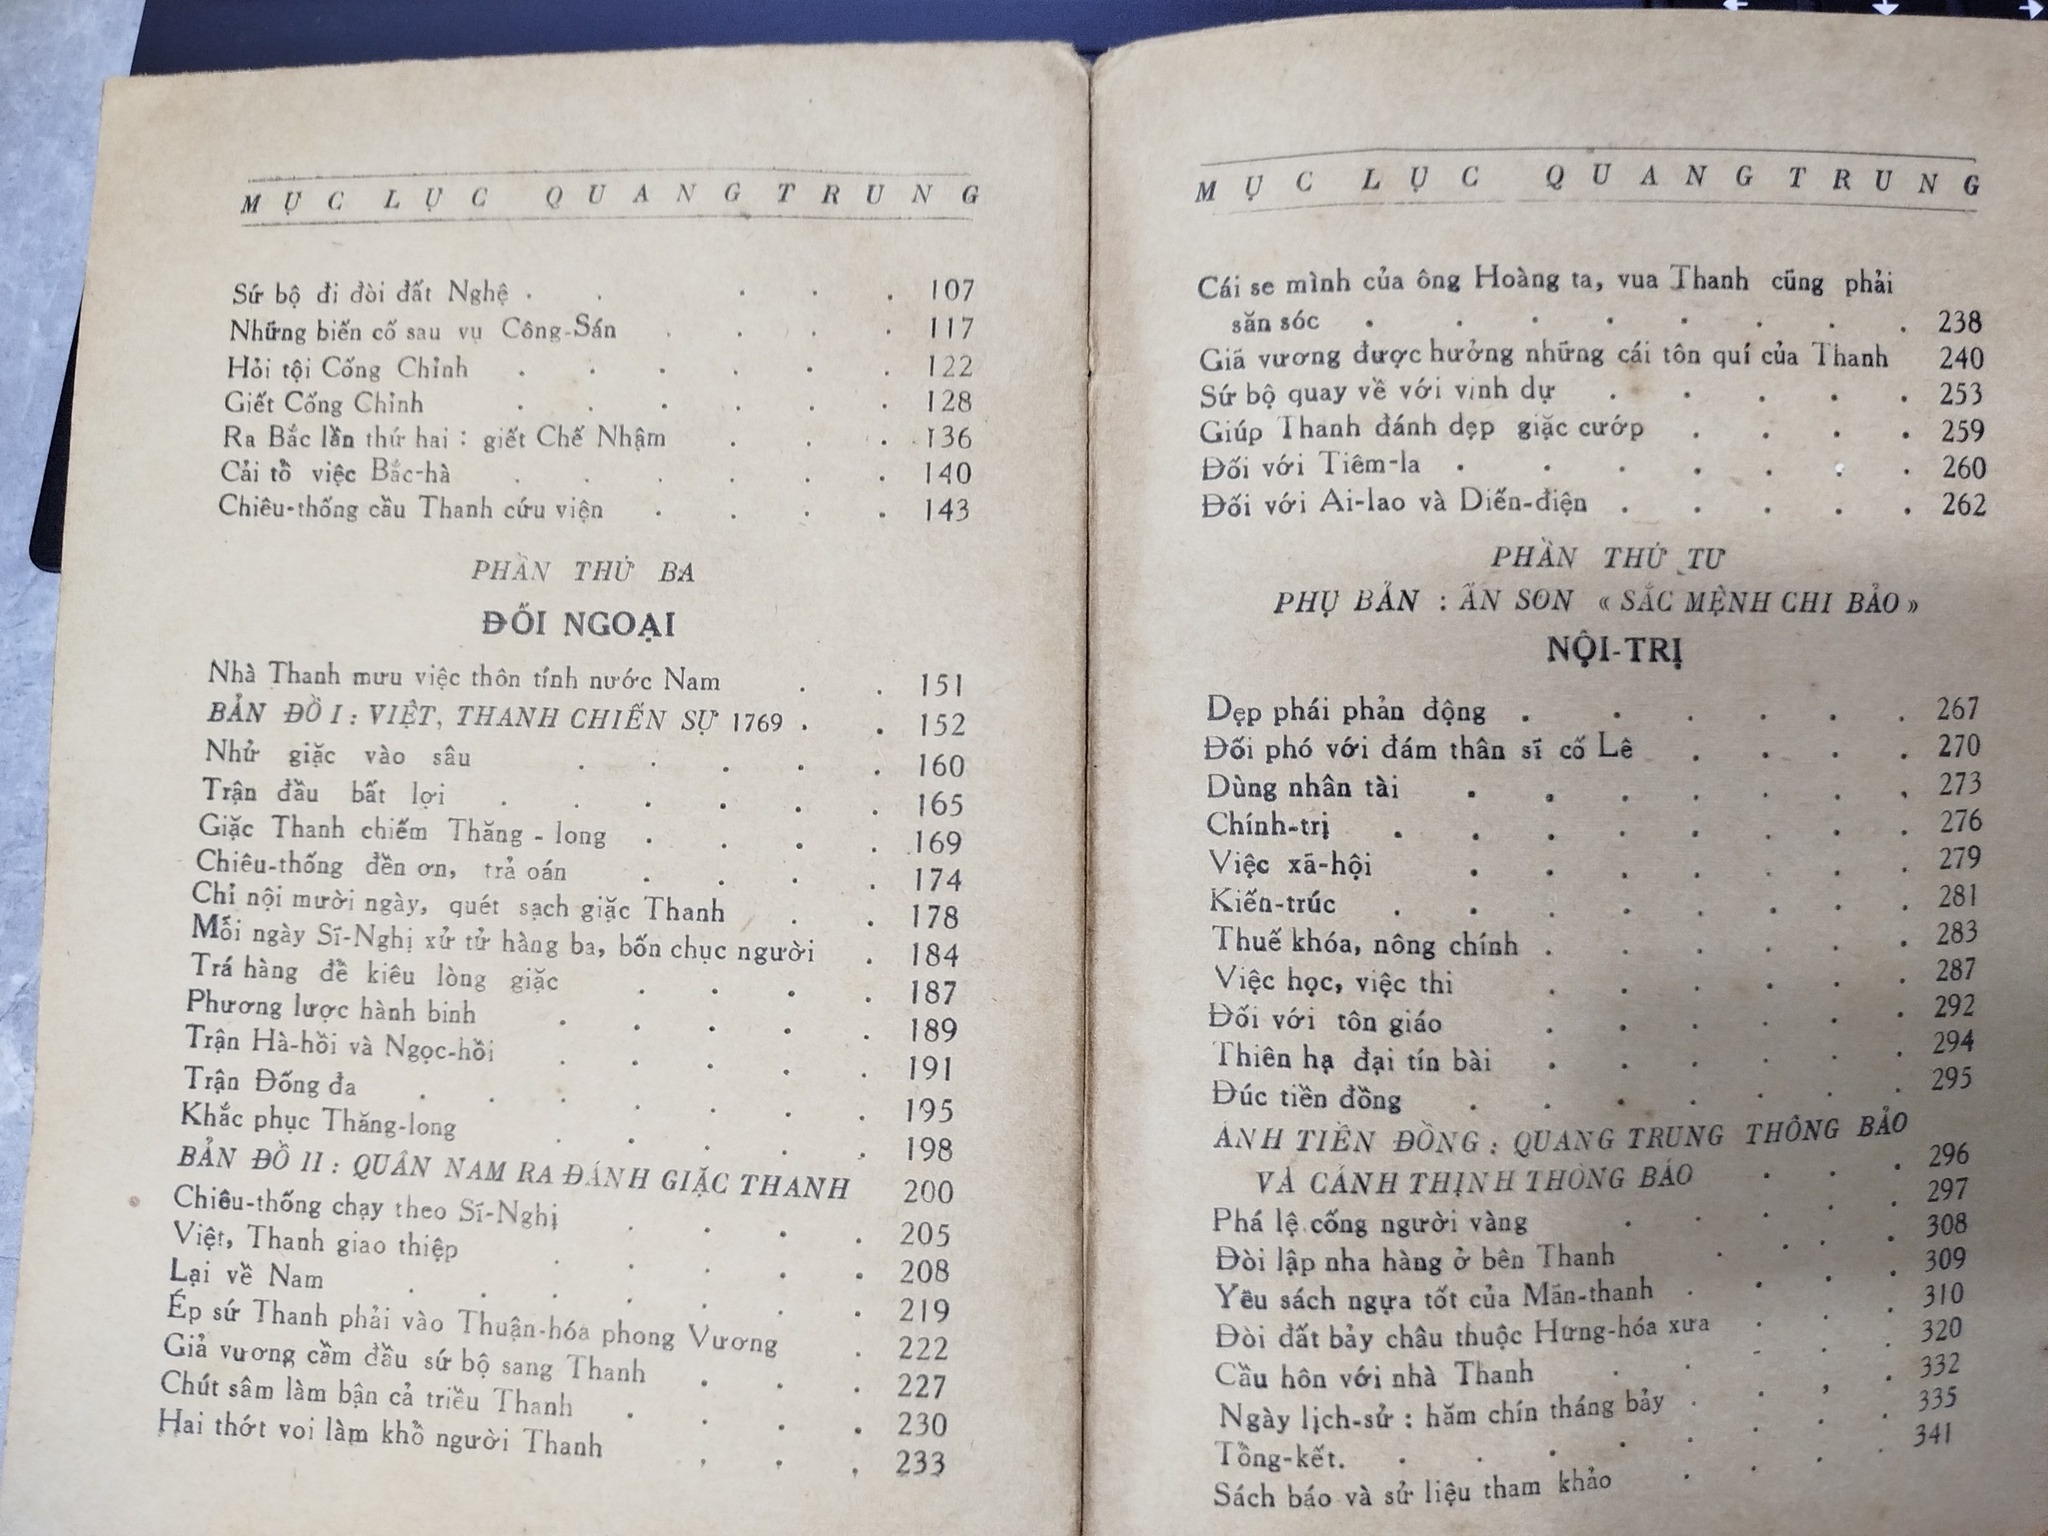 MỤC LỤC QUANG TRUNG
Sứ bộ đi đòi đất Nghệ . . . . . 107
Những biến cố sau vụ Công-Sán . . . . 117
Hỏi tội Cống Chỉnh . . . . . . 122
Giết Cống Chỉnh . . . . . . 128
Ra Bắc lần thứ hai : giết Chế Nhậm . . . 136
Cải tổ việc Bắc-hà . . . . . . 140
Chiêu-thống cầu Thanh cứu viện . . . . 143
PHẦN THỨ BA
ĐỐI NGOẠI
Nhà Thanh mưu việc thôn tính nước Nam . . 151
BẢN ĐỒ I : VIỆT, THANH CHIẾN SỰ 1769 . . 152
Nhử giặc vào sâu . . . . . 160
Trận đầu bất lợi . . . . . . 165
Giặc Thanh chiếm Thăng - long . . . . 169
Chiêu-thống đền ơn, trả oán . . . . 174
Chỉ nội mười ngày, quét sạch giặc Thanh . . 178
Mỗi ngày Sĩ-Nghị xử tử hàng ba, bốn chục người . 184
Trá hàng để kiêu lòng giặc . . . . 187
Phương lược hành binh . . . . . 189
Trận Hà-hồi và Ngọc-hồi . . . . . 191
Trận Đống đa . . . . . . . 195
Khắc phục Thăng-long . . . . . 198
BẢN ĐỒ II : QUÂN NAM RA ĐÁNH GIẶC THANH 200
Chiêu-thống chạy theo Sĩ-Nghị . . . . 205
Việt, Thanh giao thiệp . . . . . 208
Lại về Nam . . . . . . . 219
Ép sứ Thanh phải vào Thuận-hóa phong Vương . 222
Giả vương cầm đầu sứ bộ sang Thanh . . . 227
Chút sâm làm bận cả triều Thanh . . . . 230
Hai thớt voi làm khổ người Thanh . . . 233
MỤC LỤC QUANG TRUNG
Cái se mình của ông Hoàng ta, vua Thanh cũng phải
săn sóc . . . . . . . . 238
Giả vương được hưởng những cái tôn quí của Thanh 240
Sứ bộ quay về với vinh dự . . . . . 253
Giúp Thanh đánh dẹp giặc cướp . . . . 259
Đối với Tiêm-la . . . . . . . 260
Đối với Ai-lao và Diến-điện . . . . . 262
PHẦN THỨ TƯ
PHỤ BẢN : ẤN SON « SẮC MỆNH CHI BẢO »
NỘI-TRỊ
Dẹp phái phản động . . . . . . 267
Đối phó với đám thân sĩ cố Lê . . . . 270
Dùng nhân tài . . . . . . . 273
Chính-trị . . . . . . . . 276
Việc xã-hội . . . . . . . 279
Kiến-trúc . . . . . . . . 281
Thuế khóa, nông chính . . . . . . 283
Việc học, việc thi . . . . . . 287
Đối với tôn giáo . . . . . . 292
Thiên hạ đại tín bài . . . . . . 294
Đúc tiền đồng . . . . . . . 295
ẢNH TIỀN ĐỒNG : QUANG TRUNG THÔNG BẢO
VÀ CẢNH THỊNH THÔNG BẢO . . . 296
Phá lệ cống người vàng . . . . . 297
Đòi lập nha hàng ở bên Thanh . . . . 308
Yêu sách ngựa tốt của Mãn-thanh . . . . 309
Đòi đất bảy châu thuộc Hưng-hóa xưa . . . 310
Cầu hôn với nhà Thanh . . . . . 320
Ngày lịch-sử : hăm chín tháng bảy . . . . 332
Tổng-kết. . . . . . . . 335
Sách báo và sử liệu tham khảo . . . . 341